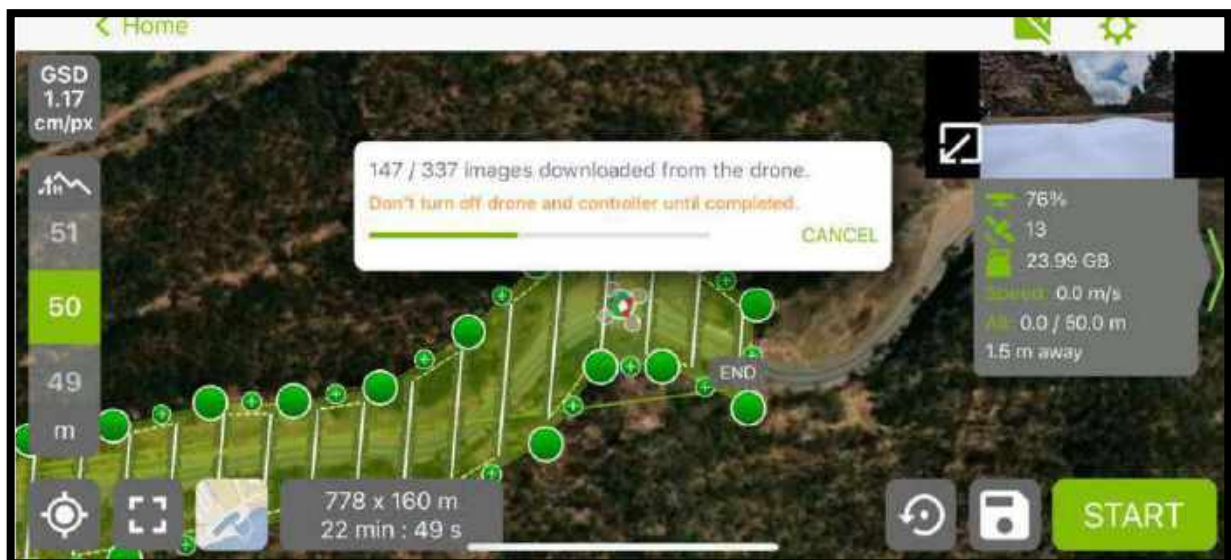 Home
GSD
1.17
cm/px
51
50
49
m
147 / 337 images downloaded from the drone.
Don't turn off drone and controller until completed.
CANCEL
END
76%
13
23.99 GB
Speed: 0.0 m/s
Alt: 0.0 / 50.0 m
1.5 m away
778 x 160 m
22 min : 49 s
START